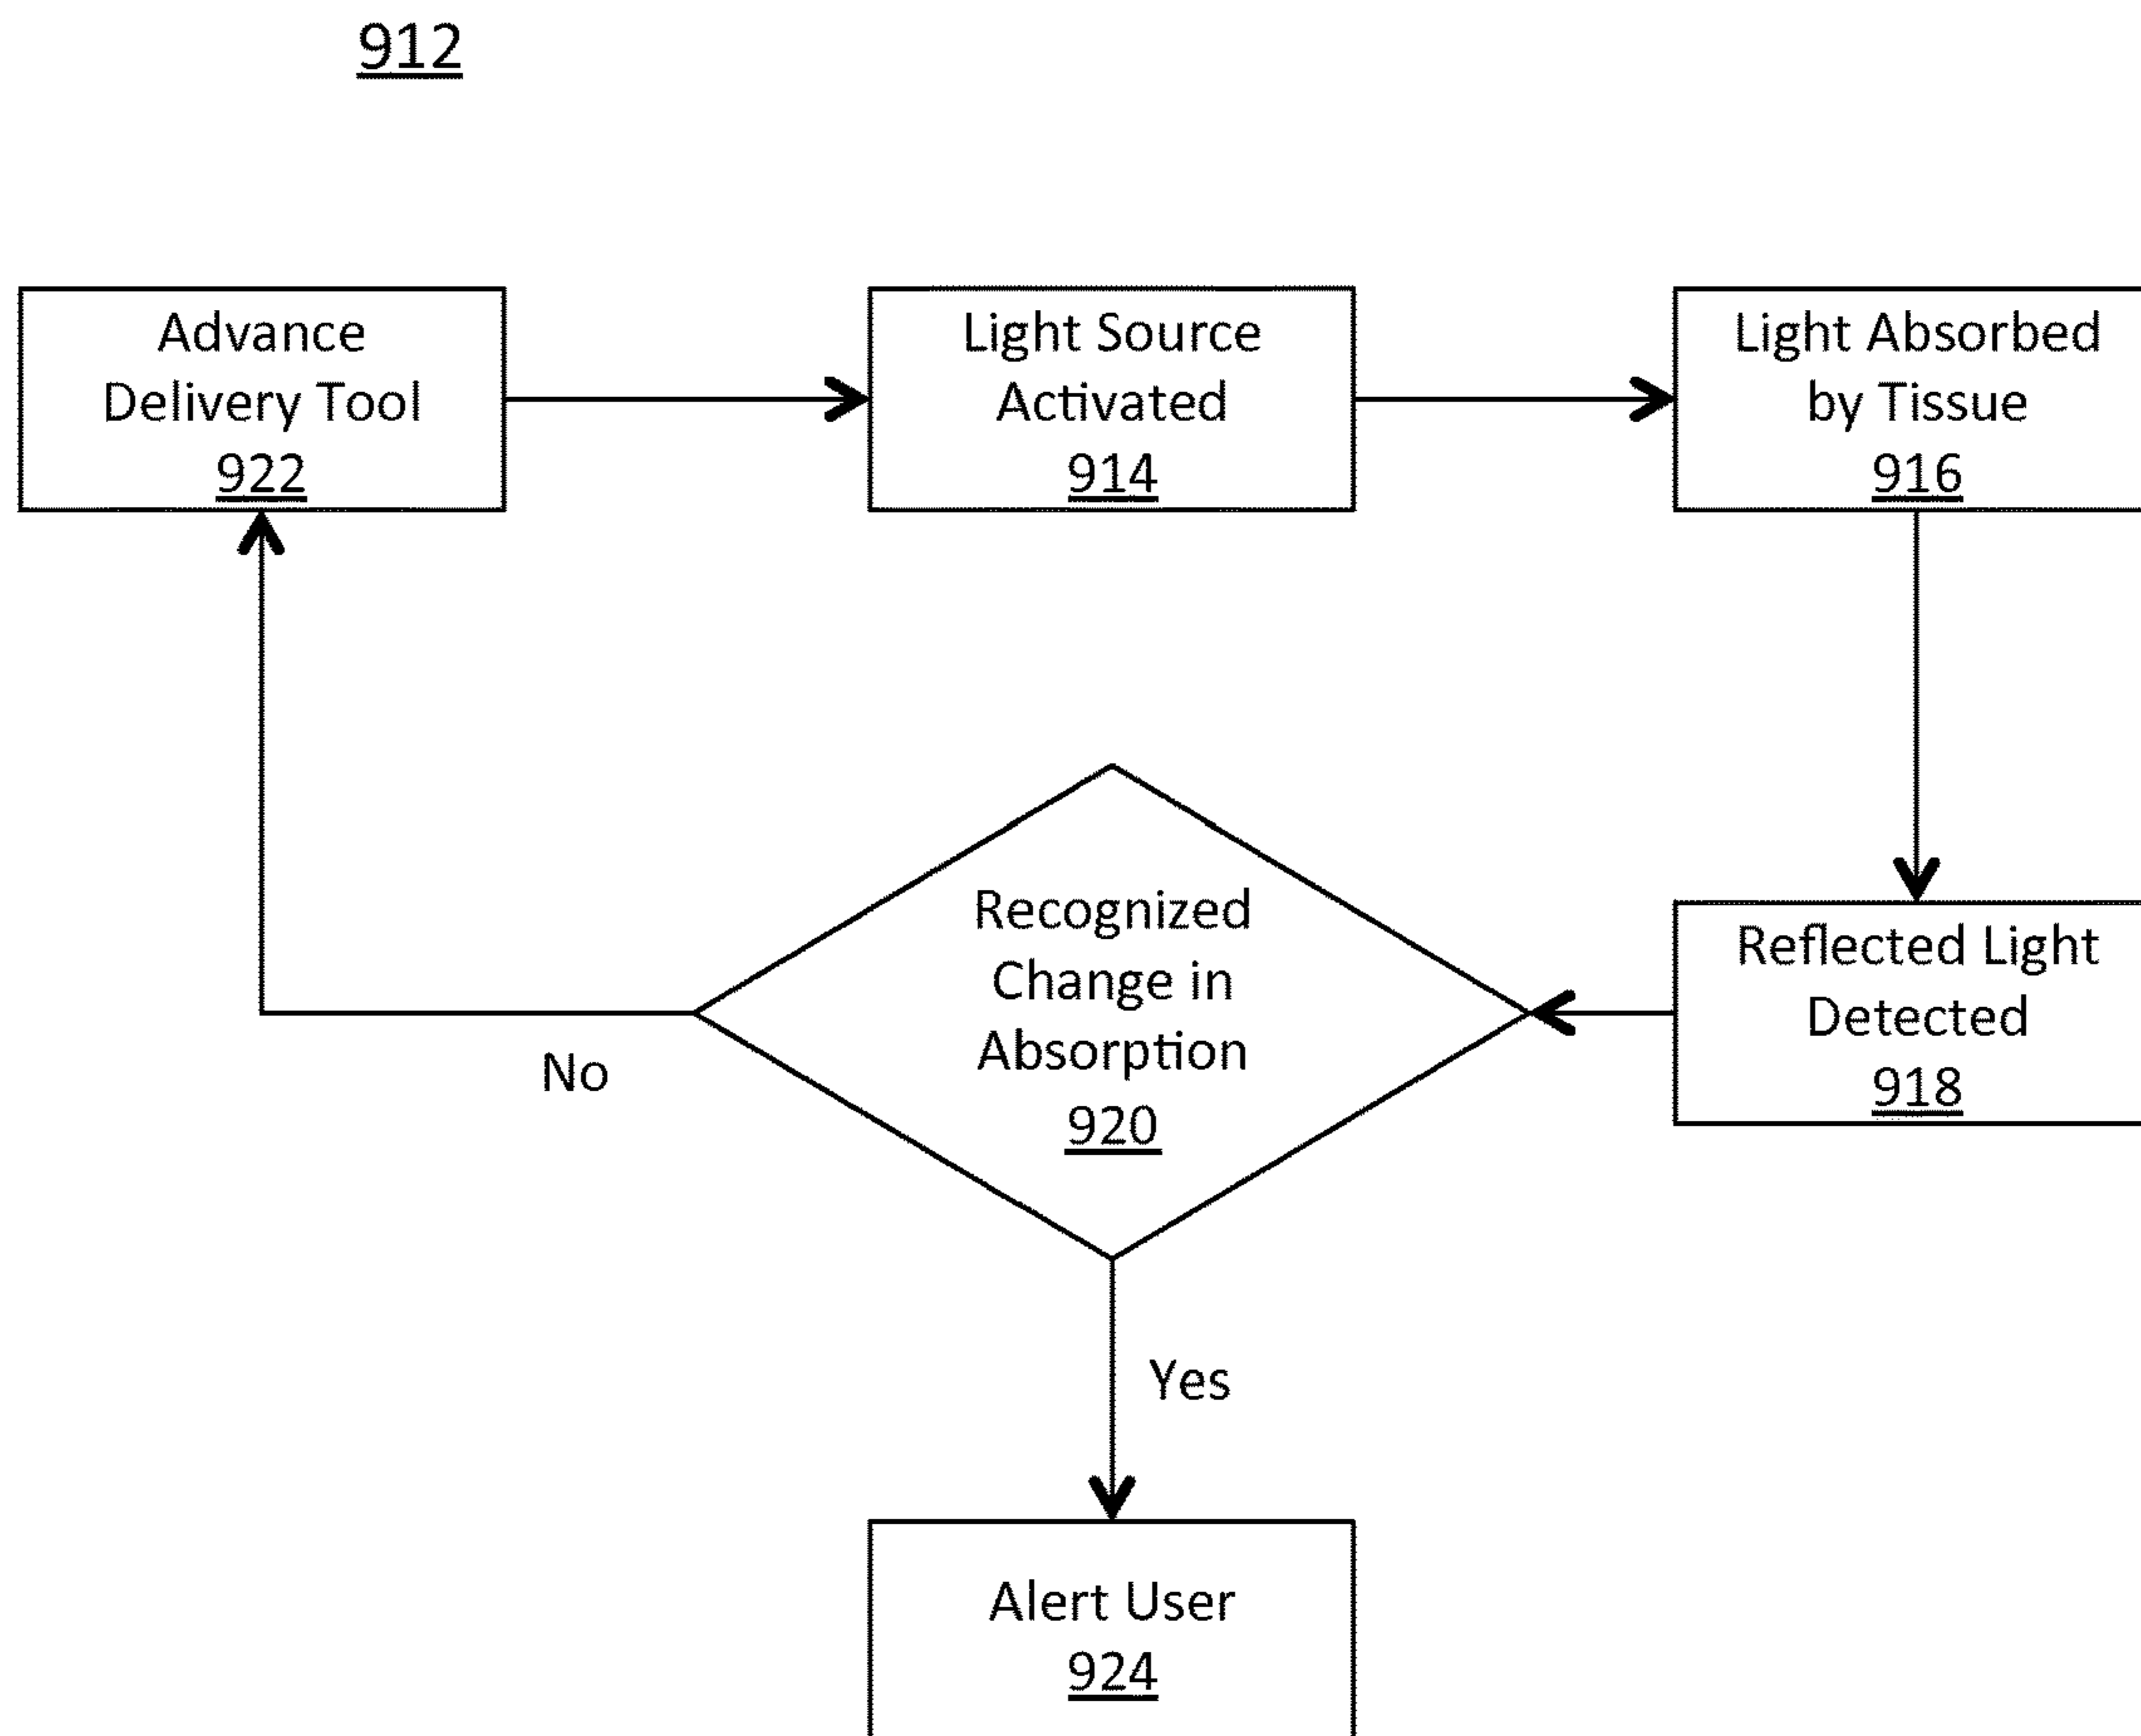 912
Advance
Delivery Tool
922
Light Source
Activated
914
Light Absorbed
by Tissue
916
Recognized
Change in
Absorption
920
Reflected Light
Detected
918
No
Yes
Alert User
924